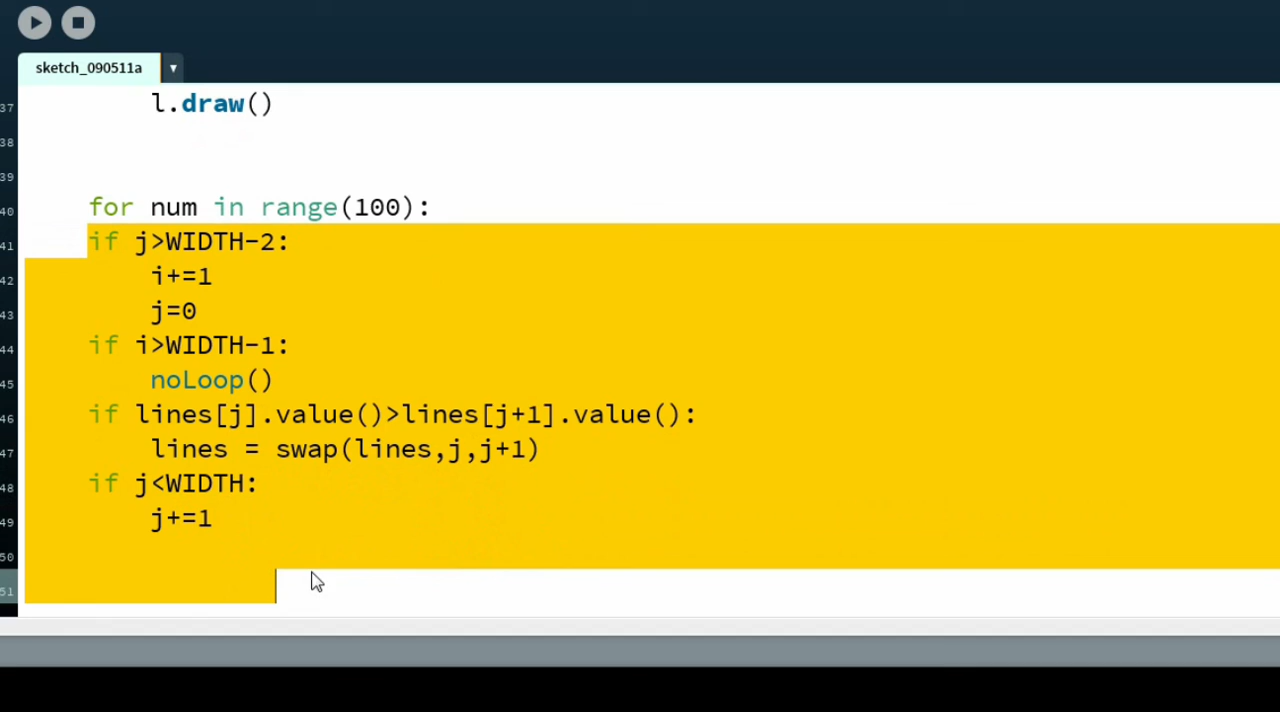 sketch_090511a
37 l.draw()
38
39
40 for num in range(100):
41 if j>WIDTH-2:
42 i+=1
43 j=0
44 if i>WIDTH-1:
45 noLoop()
46 if lines[j].value()>lines[j+1].value():
47 lines = swap(lines,j,j+1)
48 if j<WIDTH:
49 j+=1
50
51